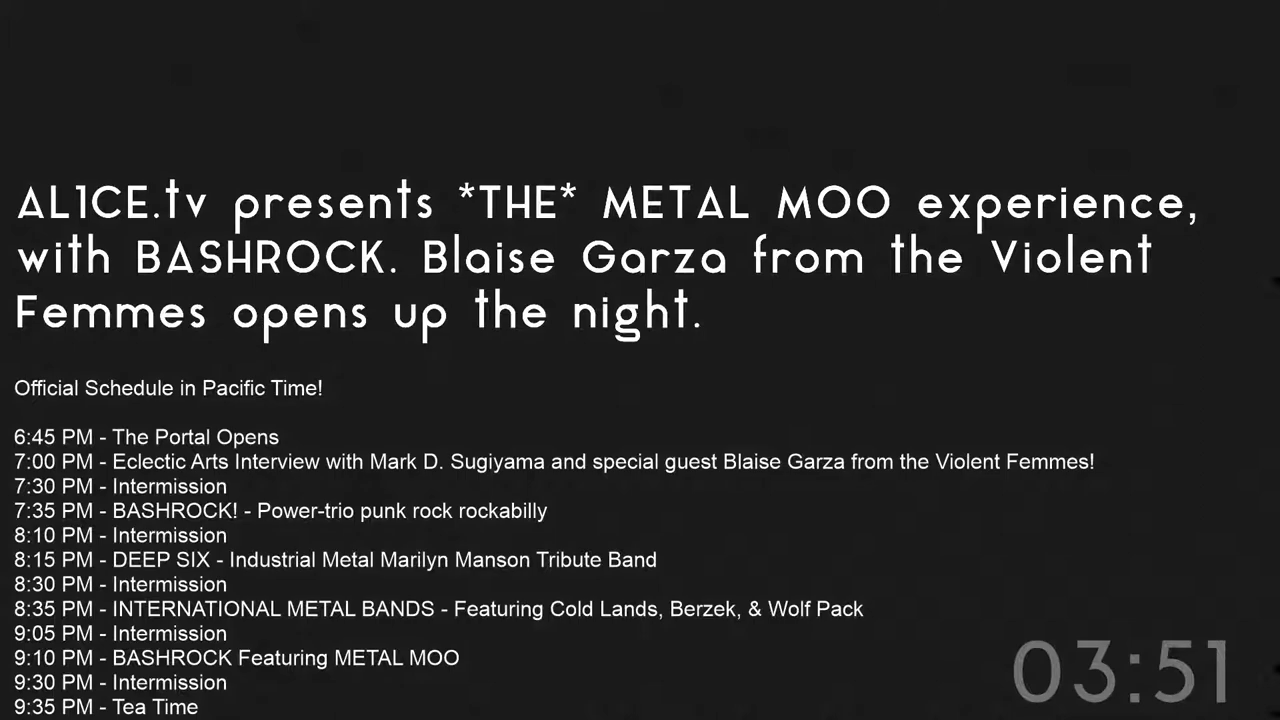 AL1CE.tv presents *THE* METAL MOO experience,
with BASHROCK. Blaise Garza from the Violent
Femmes opens up the night.
Official Schedule in Pacific Time!
6:45 PM - The Portal Opens
7:00 PM - Eclectic Arts Interview with Mark D. Sugiyama and special guest Blaise Garza from the Violent Femmes!
7:30 PM - Intermission
7:35 PM - BASHROCK! - Power-trio punk rock rockabilly
8:10 PM - Intermission
8:15 PM - DEEP SIX - Industrial Metal Marilyn Manson Tribute Band
8:30 PM - Intermission
8:35 PM - INTERNATIONAL METAL BANDS - Featuring Cold Lands, Berzek, & Wolf Pack
9:05 PM - Intermission
9:10 PM - BASHROCK Featuring METAL MOO
9:30 PM - Intermission
9:35 PM - Tea Time
03:51